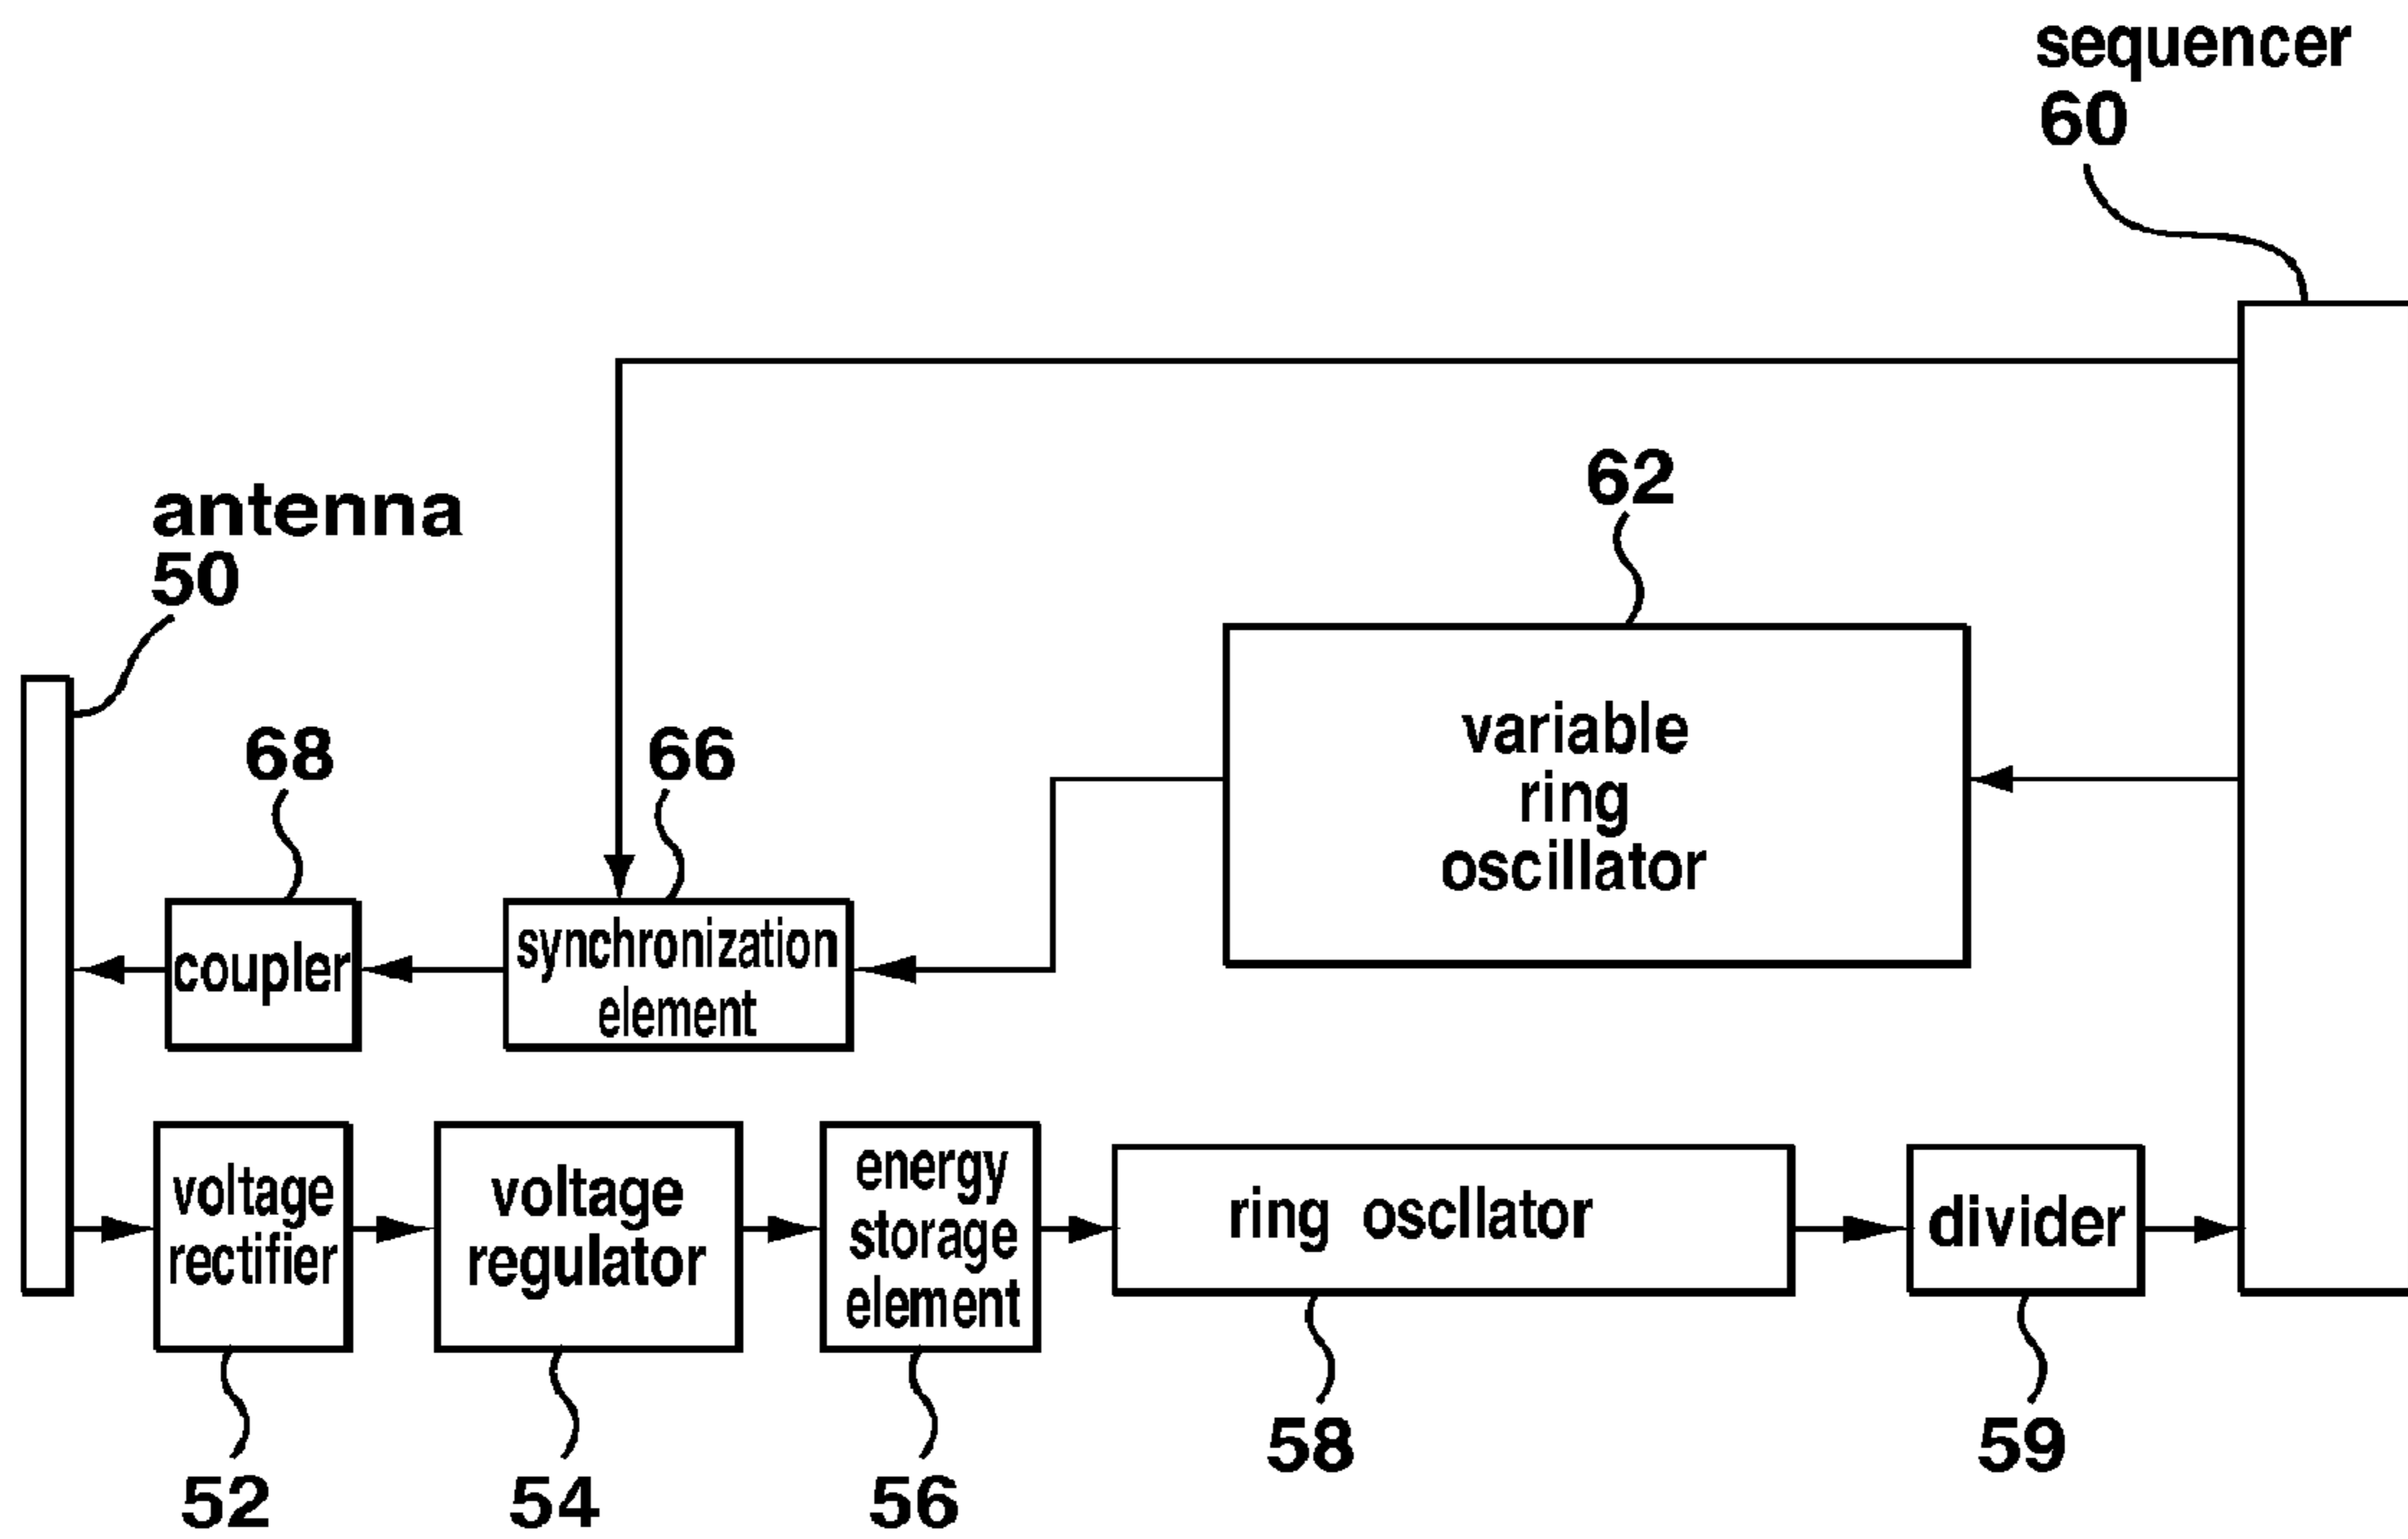 sequencer
60
62
antenna
50
68
66
variable
ring
oscillator
coupler
synchronization
element
voltage
rectifier
voltage
regulator
energy
storage
element
ring oscllator
divider
52
54
56
58
59